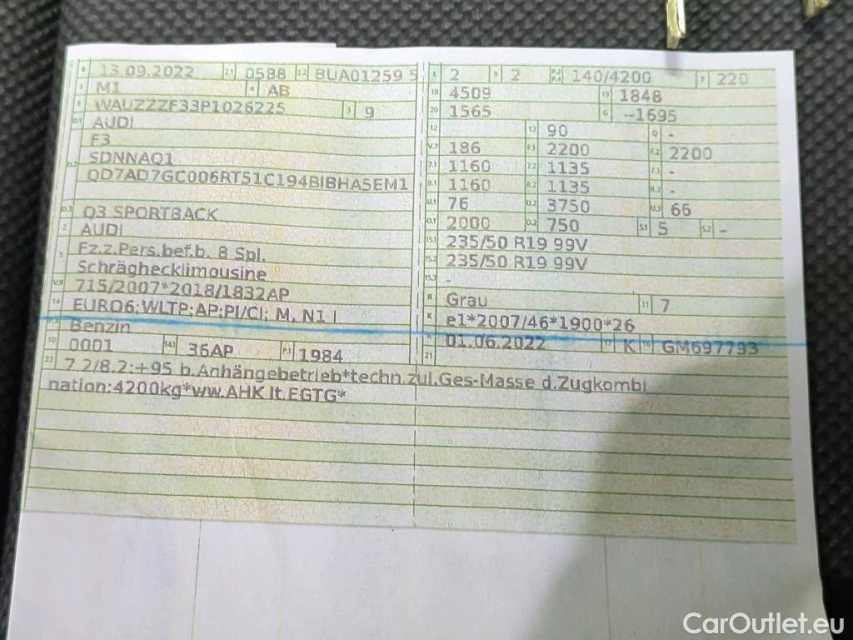 13.09.2022 0588 BUA01259 5
M1 AB
WAUZZZF33P1026225 9
AUDI
F3
SDNNAQ1
QD7AD7GC006RT51C194BIBHA5EM1
Q3 SPORTBACK
AUDI
Fz.z.Pers.bef.b. 8 Spl.
Schräghecklimousine
715/2007*2018/1832AP
EURO6;WLTP;AP;PI/CI; M, N1 I
Benzin
0001 36AP 1984
2 2 140/4200 220
4509 1848
1565 --1695
90 -
186 2200 2200
1160 1135 -
1160 1135 -
76 3750 66
2000 750 5 -
235/50 R19 99V
235/50 R19 99V
-
Grau 7
e1*2007/46*1900*26
01.06.2022 K GM697793
7.2/8.2:+95 b.Anhängebetrieb*techn.zul.Ges-Masse d.Zugkombi
nation:4200kg*ww.AHK lt.EGTG*
CarOutlet.eu